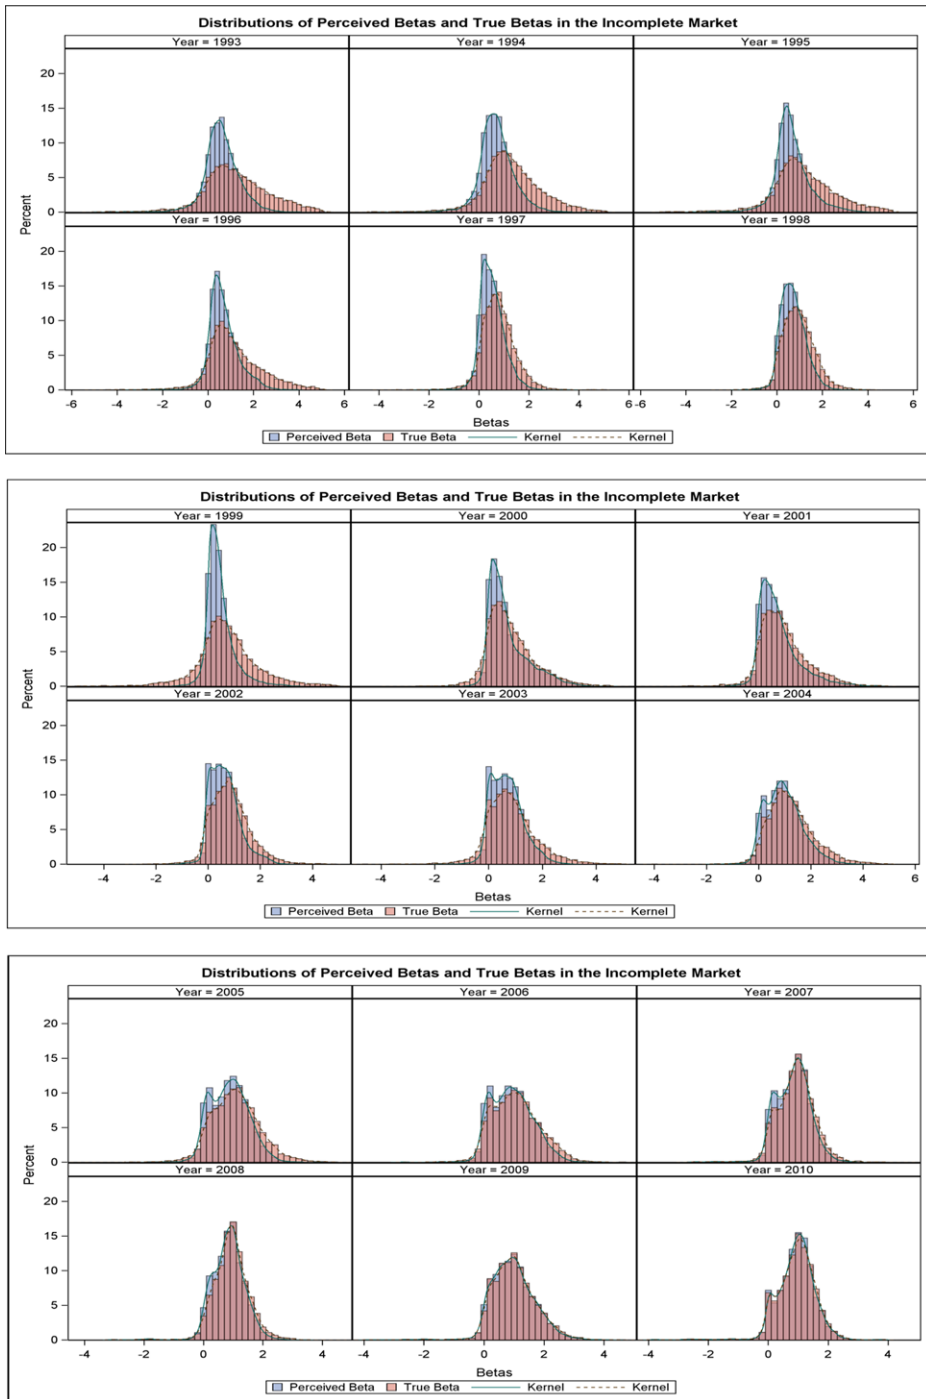 Distributions of Perceived Betas and True Betas in the Incomplete Market
Year = 1993 Year = 1994 Year = 1995
20
15
10
5
0
Year = 1996 Year = 1997 Year = 1998
20
15
10
5
0
Percent
-6 -4 -2 0 2 4 6 -6 -4 -2 0 2 4 6 -6 -4 -2 0 2 4 6
Betas
Perceived Beta True Beta Kernel Kernel
Distributions of Perceived Betas and True Betas in the Incomplete Market
Year = 1999 Year = 2000 Year = 2001
20
15
10
5
0
Year = 2002 Year = 2003 Year = 2004
20
15
10
5
0
Percent
-4 -2 0 2 4 -4 -2 0 2 4 -4 -2 0 2 4 6
Betas
Perceived Beta True Beta Kernel Kernel
Distributions of Perceived Betas and True Betas in the Incomplete Market
Year = 2005 Year = 2006 Year = 2007
20
15
10
5
0
Year = 2008 Year = 2009 Year = 2010
20
15
10
5
0
Percent
-4 -2 0 2 4 -4 -2 0 2 4 -4 -2 0 2 4
Betas
Perceived Beta True Beta Kernel Kernel